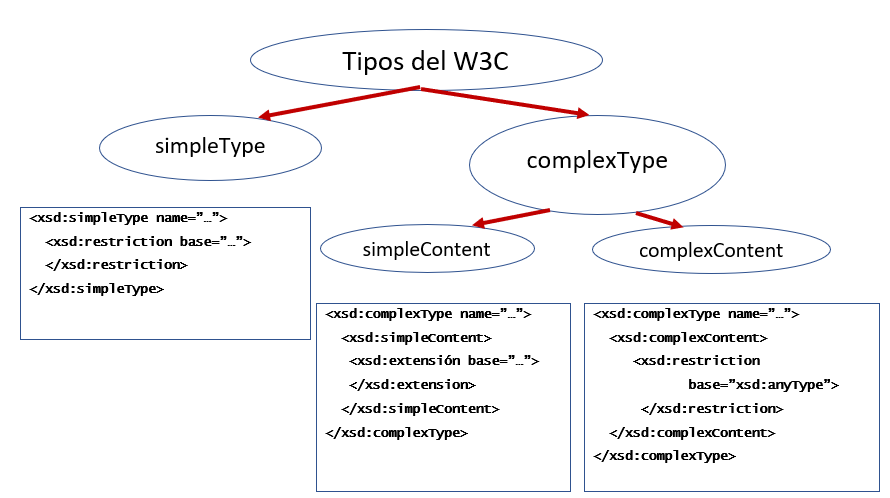 Tipos del W3C
simpleType
complexType
<xsd:simpleType name=”…”>
<xsd:restriction base=”…”>
</xsd:restriction>
</xsd:simpleType>
simpleContent
complexContent
<xsd:complexType name=”…”>
<xsd:simpleContent>
<xsd:extensión base=”…”>
</xsd:extension>
</xsd:simpleContent>
</xsd:complexType>
<xsd:complexType name=”…”>
<xsd:complexContent>
<xsd:restriction
base=”xsd:anyType”>
</xsd:restriction>
</xsd:complexContent>
</xsd:complexType>